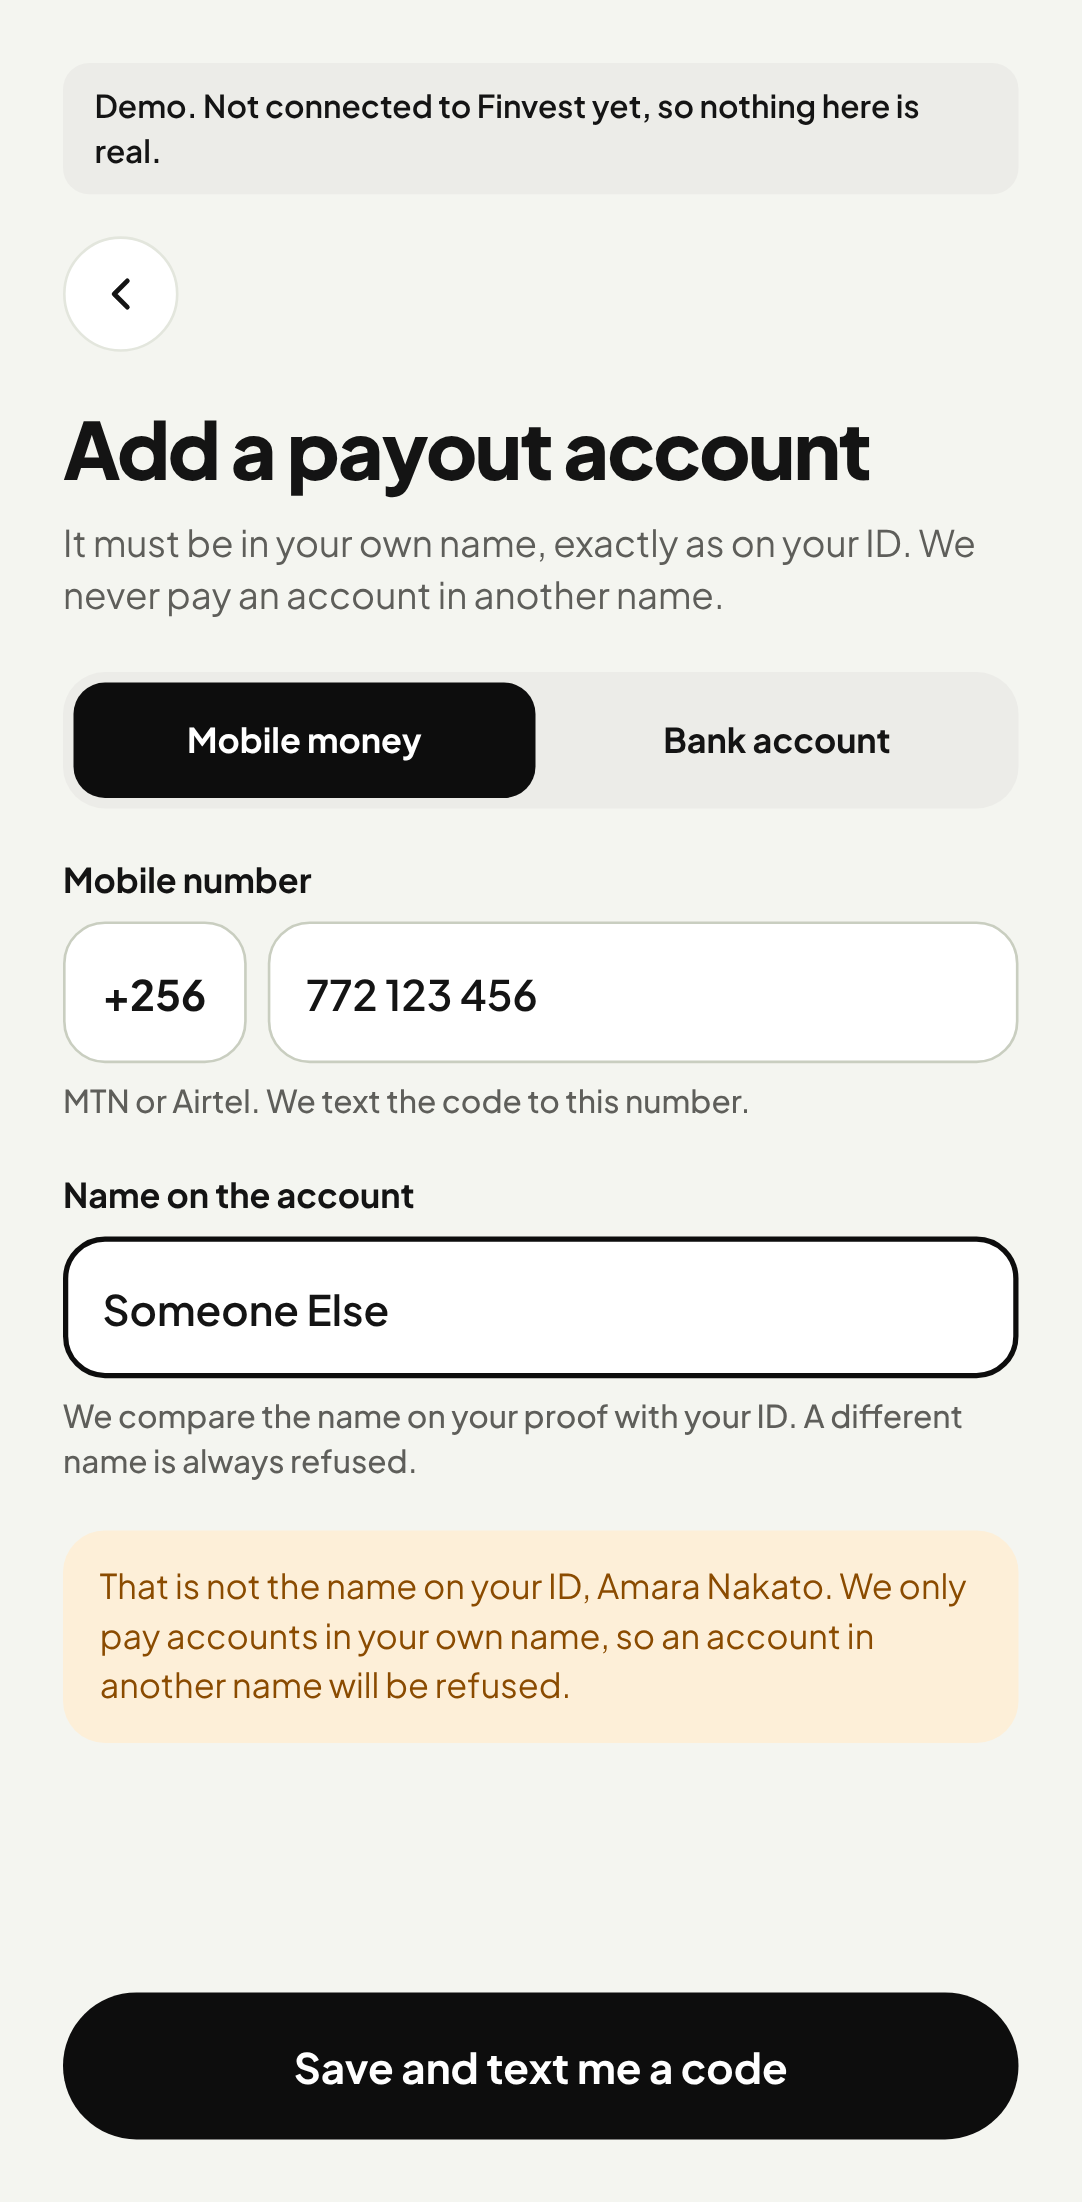 Demo. Not connected to Finvest yet, so nothing here is
real.
Add a payout account
It must be in your own name, exactly as on your ID. We
never pay an account in another name.
Mobile money
Bank account
Mobile number
+256
772 123 456
MTN or Airtel. We text the code to this number.
Name on the account
Someone Else
We compare the name on your proof with your ID. A different
name is always refused.
That is not the name on your ID, Amara Nakato. We only
pay accounts in your own name, so an account in
another name will be refused.
Save and text me a code